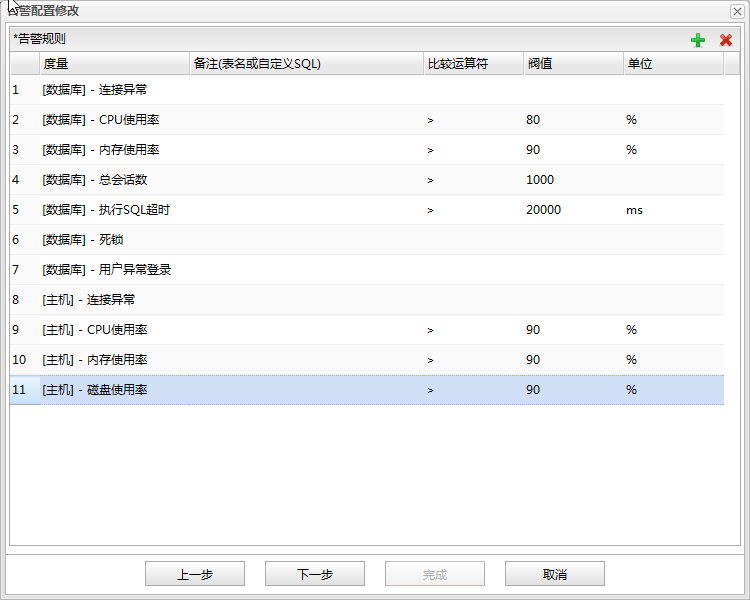 告警配置修改
*告警规则
度量 备注(表名或自定义SQL) 比较运算符 阀值 单位
1 [数据库] - 连接异常
2 [数据库] - CPU使用率 > 80 %
3 [数据库] - 内存使用率 > 90 %
4 [数据库] - 总会话数 > 1000
5 [数据库] - 执行SQL超时 > 20000 ms
6 [数据库] - 死锁
7 [数据库] - 用户异常登录
8 [主机] - 连接异常
9 [主机] - CPU使用率 > 90 %
10 [主机] - 内存使用率 > 90 %
11 [主机] - 磁盘使用率 > 90 %
上一步 下一步 完成 取消